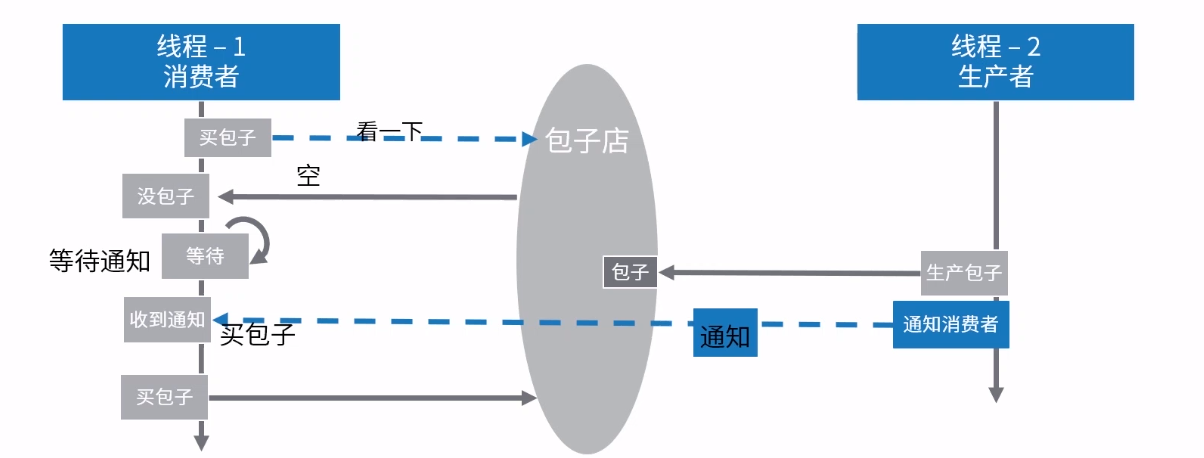 线程 – 1
消费者
线程 – 2
生产者
买包子
看一下
包子店
空
没包子
等待通知
等待
包子
生产包子
收到通知
买包子
通知
通知消费者
买包子